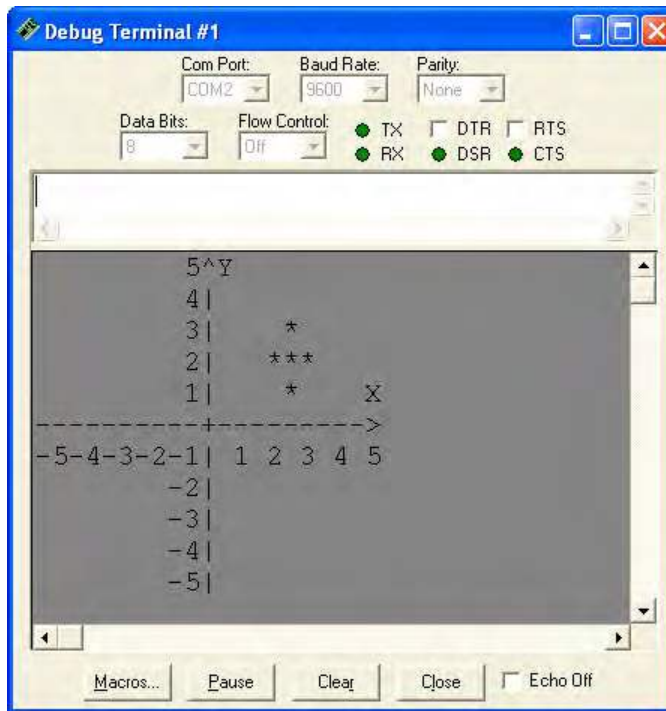 Debug Terminal #1
Com Port: Baud Rate: Parity:
COM2 9600 None
Data Bits: Flow Control: TX DTR RTS
8 Off RX DSR CTS
5^Y
4|
3| *
2| ***
1| * X
----------+--------->
-5-4-3-2-1| 1 2 3 4 5
-2|
-3|
-4|
-5|
Macros... Pause Clear Close Echo Off